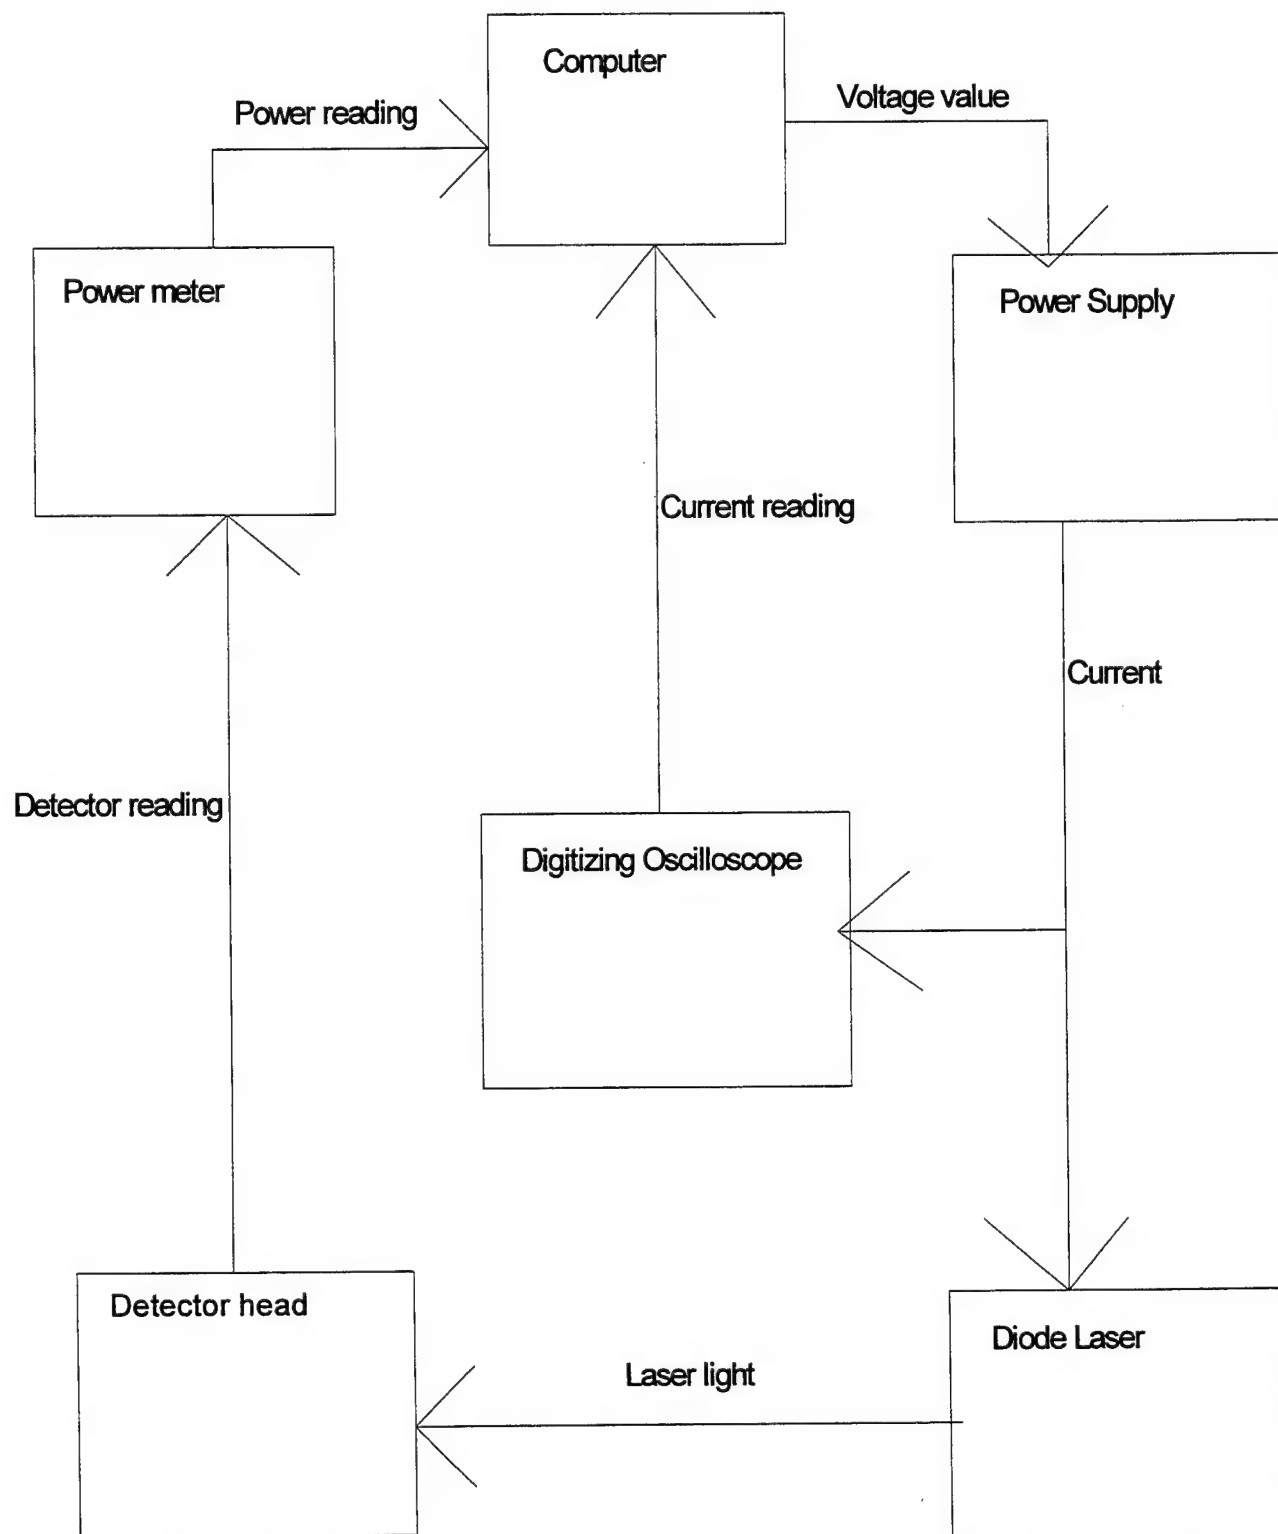 Computer
Power reading
Voltage value
Power meter
Power Supply
Current reading
Current
Detector reading
Digitizing Oscilloscope
Detector head
Diode Laser
Laser light